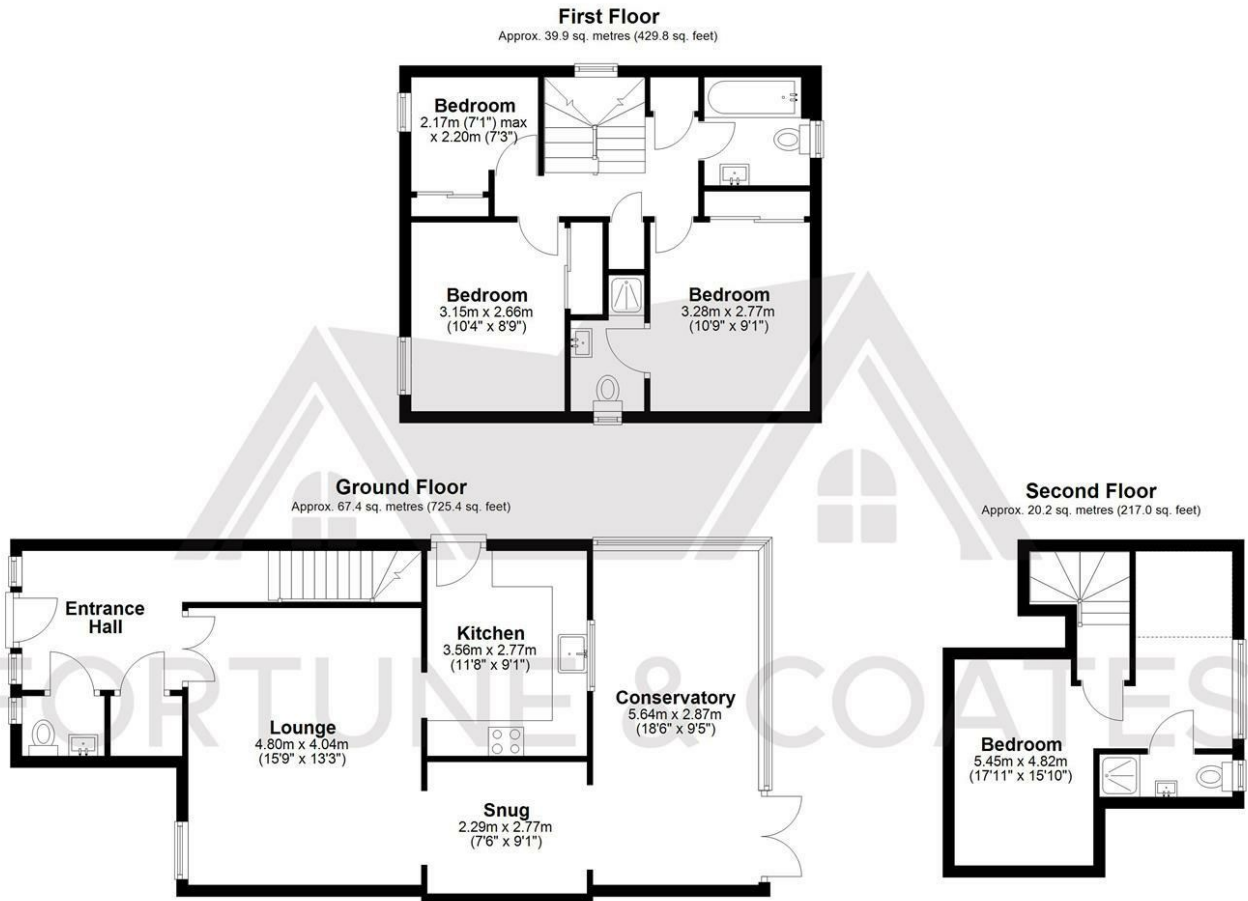 First Floor
Approx. 39.9 sq. metres (429.8 sq. feet)
Bedroom
2.17m (7'1") max
x 2.20m (7'3")
Bedroom
3.15m x 2.66m
(10'4" x 8'9")
Bedroom
3.28m x 2.77m
(10'9" x 9'1")
Ground Floor
Approx. 67.4 sq. metres (725.4 sq. feet)
Entrance
Hall
Lounge
4.80m x 4.04m
(15'9" x 13'3")
Kitchen
3.56m x 2.77m
(11'8" x 9'1")
Snug
2.29m x 2.77m
(7'6" x 9'1")
Conservatory
5.64m x 2.87m
(18'6" x 9'5")
Second Floor
Approx. 20.2 sq. metres (217.0 sq. feet)
Bedroom
5.45m x 4.82m
(17'11" x 15'10")
FORTUNE & COATES